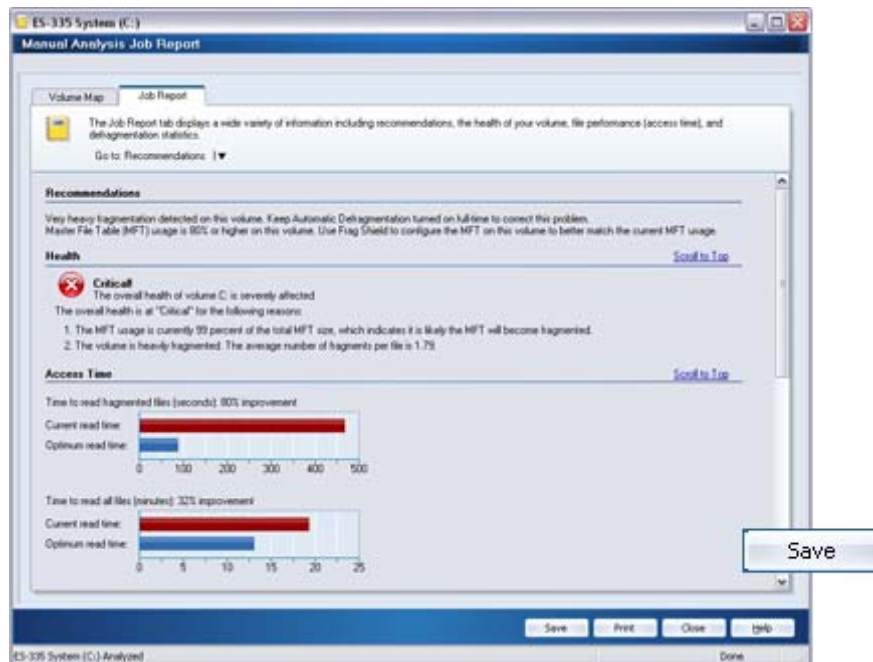 ES-335 System (C:)
Manual Analysis Job Report
Volume Map Job Report
The Job Report tab displays a wide variety of information including recommendations, the health of your volume, file performance (access time), and
defragmentation statistics.
Go to: Recommendations
Recommendations
Very heavy fragmentation detected on this volume. Keep Automatic Defragmentation turned on full-time to correct this problem.
Master File Table (MFT) usage is 80% or higher on this volume. Use Frag Shield to configure the MFT on this volume to better match the current MFT usage.
Health Scroll to Top
Critical!
The overall health of volume C: is severely affected
The overall health is at "Critical" for the following reasons:
1. The MFT usage is currently 99 percent of the total MFT size, which indicates it is likely the MFT will become fragmented.
2. The volume is heavily fragmented. The average number of fragments per file is 1.79.
Access Time Scroll to Top
Time to read fragmented files (seconds): 80% improvement
Current read time:
Optimum read time:
0 100 200 300 400 500
Time to read all files (minutes): 32% improvement
Current read time:
Optimum read time:
0 5 10 15 20 25
Save
Save Print Close Help
ES-335 System (C:) Analyzed Done